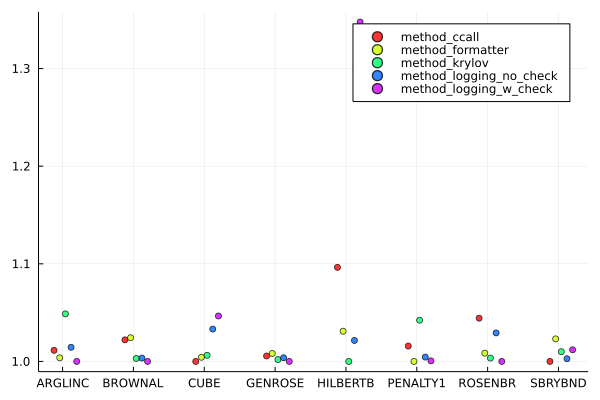 method_ccall
method_formatter
method_krylov
method_logging_no_check
method_logging_w_check
1.3
1.2
1.1
1.0
ARGLINC BROWNAL CUBE GENROSE HILBERTB PENALTY1 ROSENBR SBRYBND